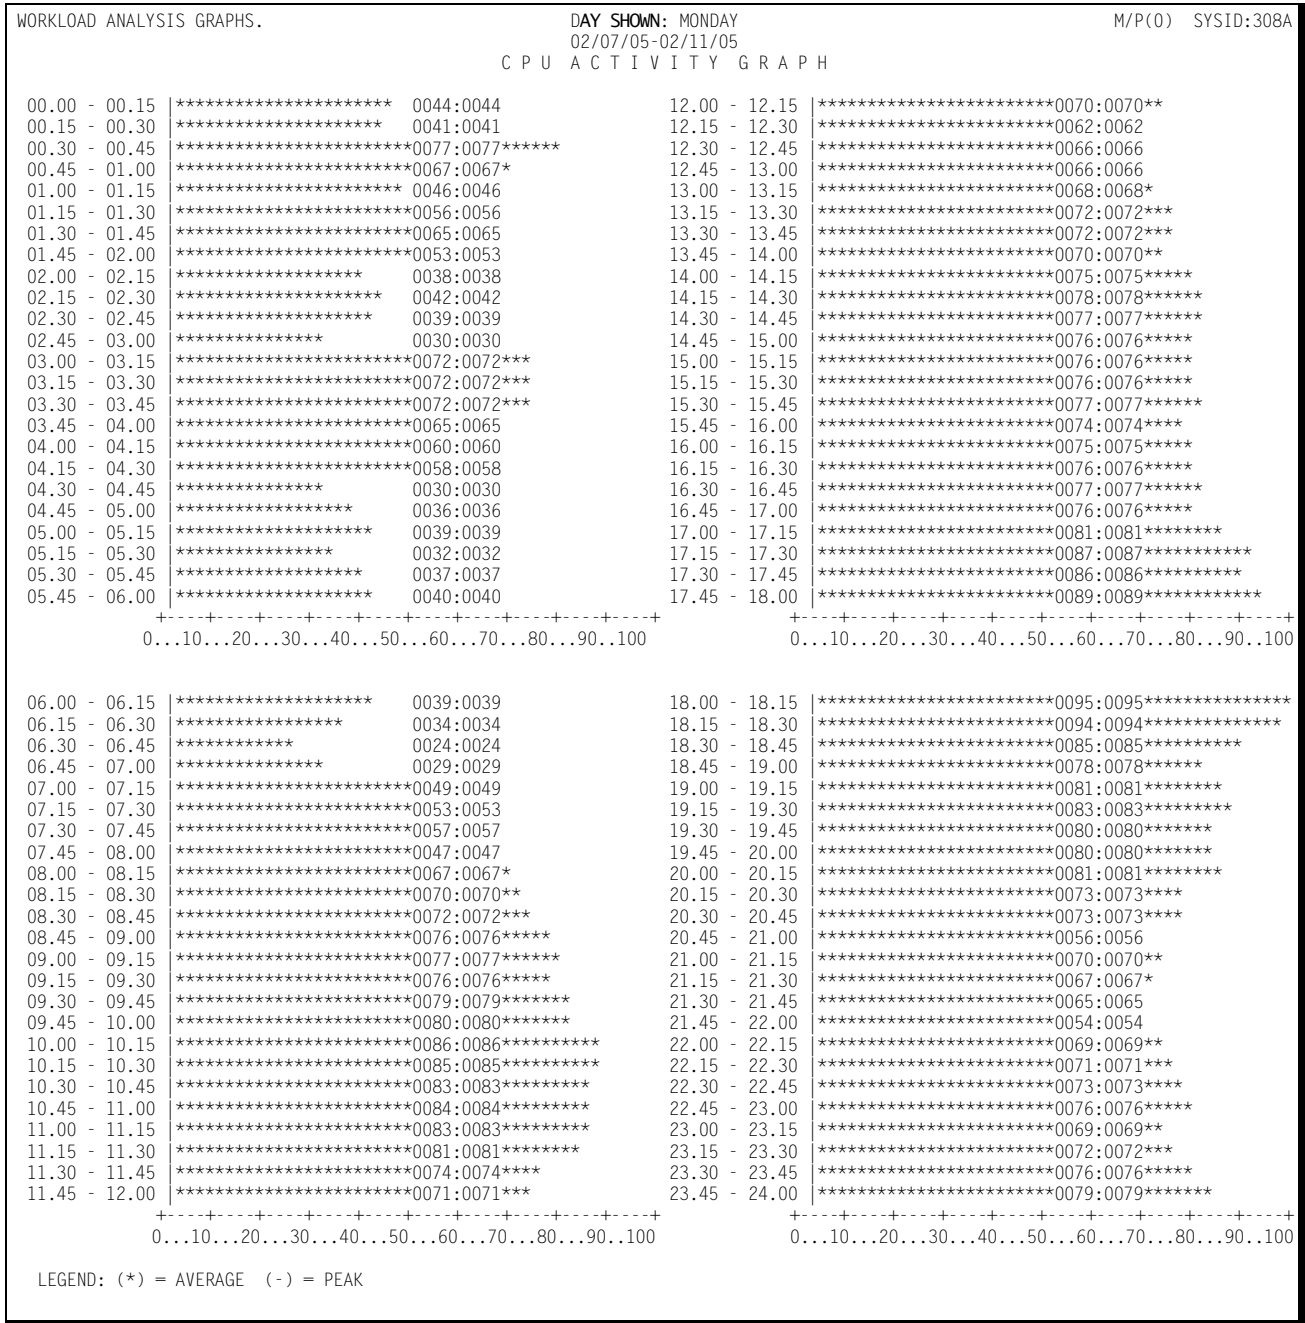 WORKLOAD ANALYSIS GRAPHS. DAY SHOWN: MONDAY M/P(0) SYSID:308A
02/07/05-02/11/05
C P U A C T I V I T Y G R A P H
00.00 - 00.15 |********************** 0044:0044 12.00 - 12.15 |************************0070:0070**
00.15 - 00.30 |********************* 0041:0041 12.15 - 12.30 |************************0062:0062
00.30 - 00.45 |************************0077:0077****** 12.30 - 12.45 |************************0066:0066
00.45 - 01.00 |************************0067:0067* 12.45 - 13.00 |************************0066:0066
01.00 - 01.15 |*********************** 0046:0046 13.00 - 13.15 |************************0068:0068*
01.15 - 01.30 |************************0056:0056 13.15 - 13.30 |************************0072:0072***
01.30 - 01.45 |************************0065:0065 13.30 - 13.45 |************************0072:0072***
01.45 - 02.00 |************************0053:0053 13.45 - 14.00 |************************0070:0070**
02.00 - 02.15 |******************* 0038:0038 14.00 - 14.15 |************************0075:0075*****
02.15 - 02.30 |********************* 0042:0042 14.15 - 14.30 |************************0078:0078******
02.30 - 02.45 |******************** 0039:0039 14.30 - 14.45 |************************0077:0077******
02.45 - 03.00 |*************** 0030:0030 14.45 - 15.00 |************************0076:0076*****
03.00 - 03.15 |************************0072:0072*** 15.00 - 15.15 |************************0076:0076*****
03.15 - 03.30 |************************0072:0072*** 15.15 - 15.30 |************************0076:0076*****
03.30 - 03.45 |************************0072:0072*** 15.30 - 15.45 |************************0077:0077******
03.45 - 04.00 |************************0065:0065 15.45 - 16.00 |************************0074:0074****
04.00 - 04.15 |************************0060:0060 16.00 - 16.15 |************************0075:0075*****
04.15 - 04.30 |************************0058:0058 16.15 - 16.30 |************************0076:0076*****
04.30 - 04.45 |*************** 0030:0030 16.30 - 16.45 |************************0077:0077******
04.45 - 05.00 |****************** 0036:0036 16.45 - 17.00 |************************0076:0076*****
05.00 - 05.15 |******************** 0039:0039 17.00 - 17.15 |************************0081:0081********
05.15 - 05.30 |**************** 0032:0032 17.15 - 17.30 |************************0087:0087***********
05.30 - 05.45 |******************* 0037:0037 17.30 - 17.45 |************************0086:0086**********
05.45 - 06.00 |******************** 0040:0040 17.45 - 18.00 |************************0089:0089************
+----+----+----+----+----+----+----+----+----+----+ +----+----+----+----+----+----+----+----+----+----+
0...10...20...30...40...50...60...70...80...90...100 0...10...20...30...40...50...60...70...80...90..100
06.00 - 06.15 |******************** 0039:0039 18.00 - 18.15 |************************0095:0095***************
06.15 - 06.30 |***************** 0034:0034 18.15 - 18.30 |************************0094:0094**************
06.30 - 06.45 |************ 0024:0024 18.30 - 18.45 |************************0085:0085**********
06.45 - 07.00 |*************** 0029:0029 18.45 - 19.00 |************************0078:0078******
07.00 - 07.15 |************************0049:0049 19.00 - 19.15 |************************0081:0081********
07.15 - 07.30 |************************0053:0053 19.15 - 19.30 |************************0083:0083*********
07.30 - 07.45 |************************0057:0057 19.30 - 19.45 |************************0080:0080*******
07.45 - 08.00 |************************0047:0047 19.45 - 20.00 |************************0080:0080*******
08.00 - 08.15 |************************0067:0067* 20.00 - 20.15 |************************0081:0081********
08.15 - 08.30 |************************0070:0070** 20.15 - 20.30 |************************0073:0073****
08.30 - 08.45 |************************0072:0072*** 20.30 - 20.45 |************************0073:0073****
08.45 - 09.00 |************************0076:0076***** 20.45 - 21.00 |************************0056:0056
09.00 - 09.15 |************************0077:0077****** 21.00 - 21.15 |************************0070:0070**
09.15 - 09.30 |************************0076:0076***** 21.15 - 21.30 |************************0067:0067*
09.30 - 09.45 |************************0079:0079******* 21.30 - 21.45 |************************0065:0065
09.45 - 10.00 |************************0080:0080******* 21.45 - 22.00 |************************0054:0054
10.00 - 10.15 |************************0086:0086********** 22.00 - 22.15 |************************0069:0069**
10.15 - 10.30 |************************0085:0085********** 22.15 - 22.30 |************************0071:0071***
10.30 - 10.45 |************************0083:0083********* 22.30 - 22.45 |************************0073:0073****
10.45 - 11.00 |************************0084:0084********* 22.45 - 23.00 |************************0076:0076*****
11.00 - 11.15 |************************0083:0083********* 23.00 - 23.15 |************************0069:0069**
11.15 - 11.30 |************************0081:0081******** 23.15 - 23.30 |************************0072:0072***
11.30 - 11.45 |************************0074:0074**** 23.30 - 23.45 |************************0076:0076*****
11.45 - 12.00 |************************0071:0071*** 23.45 - 24.00 |************************0079:0079*******
+----+----+----+----+----+----+----+----+----+----+ +----+----+----+----+----+----+----+----+----+----+
0...10...20...30...40...50...60...70...80...90..100 0...10...20...30...40...50...60...70...80...90..100
LEGEND: (*) = AVERAGE (-) = PEAK